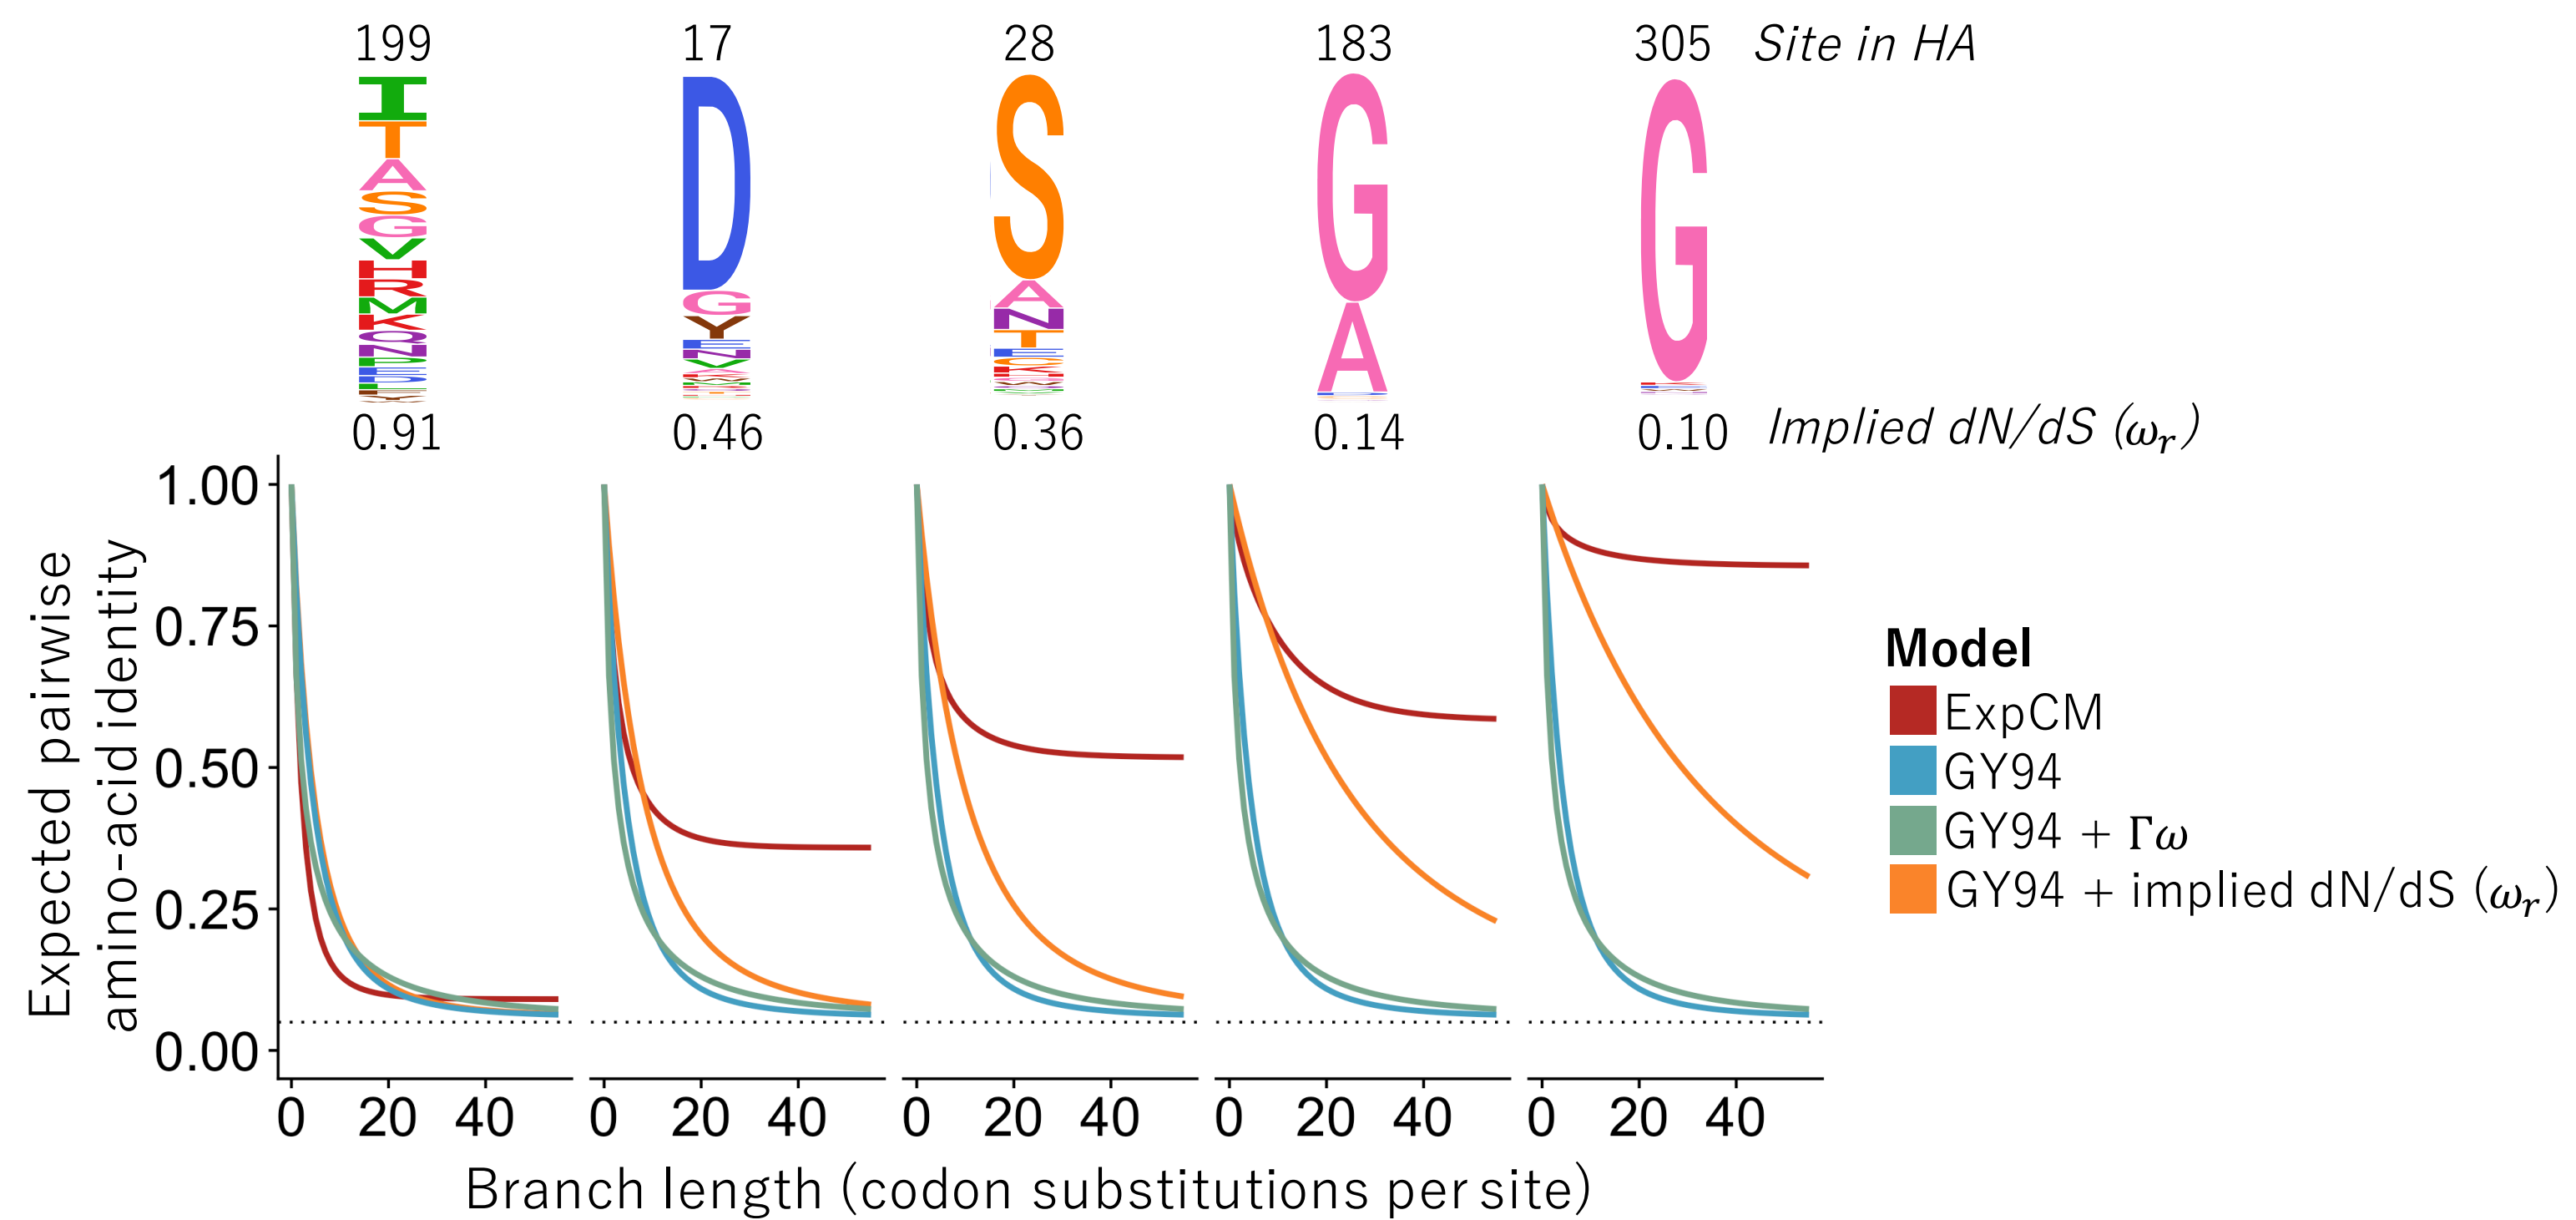 199 17 28 183 305 Site in HA
I D S G G
T G A A
A Y N
S E T
G N E
V V C
H A K
R
M
K
Q
N
P
E
D
L
0.91 0.46 0.36 0.14 0.10 Implied dN/dS (ωr)
Expected pairwise
amino-acid identity
1.00
0.75
0.50
0.25
0.00
0 20 40 0 20 40 0 20 40 0 20 40 0 20 40
Branch length (codon substitutions per site)
Model
ExpCM
GY94
GY94 + Γω
GY94 + implied dN/dS (ωr)